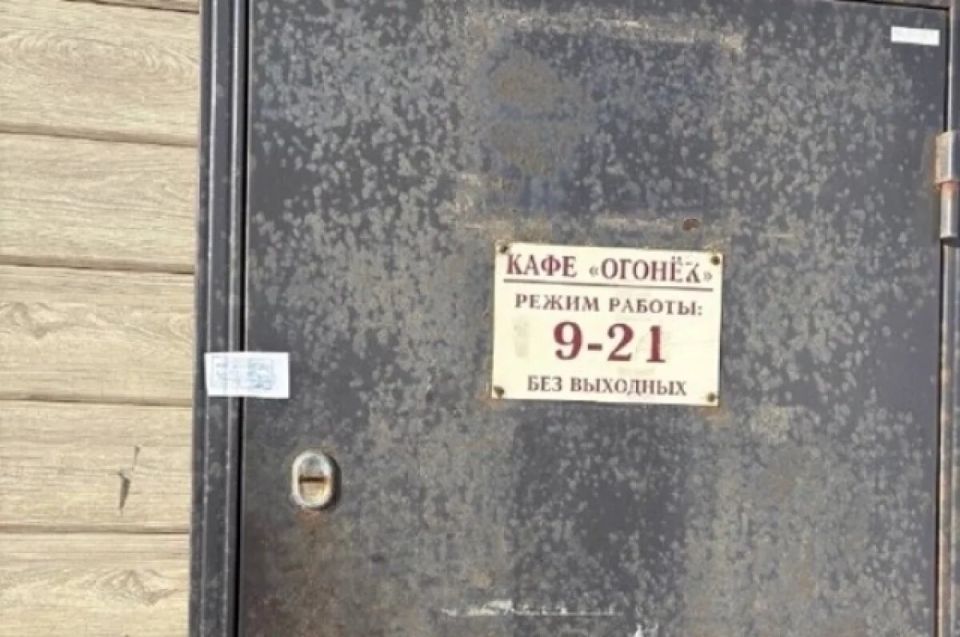 КАФЕ «ОГОНЁК»
РЕЖИМ РАБОТЫ:
9-21
БЕЗ ВЫХОДНЫХ